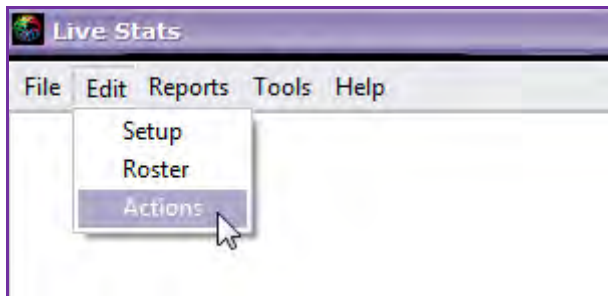 Live Stats
File Edit Reports Tools Help
Setup
Roster
Actions